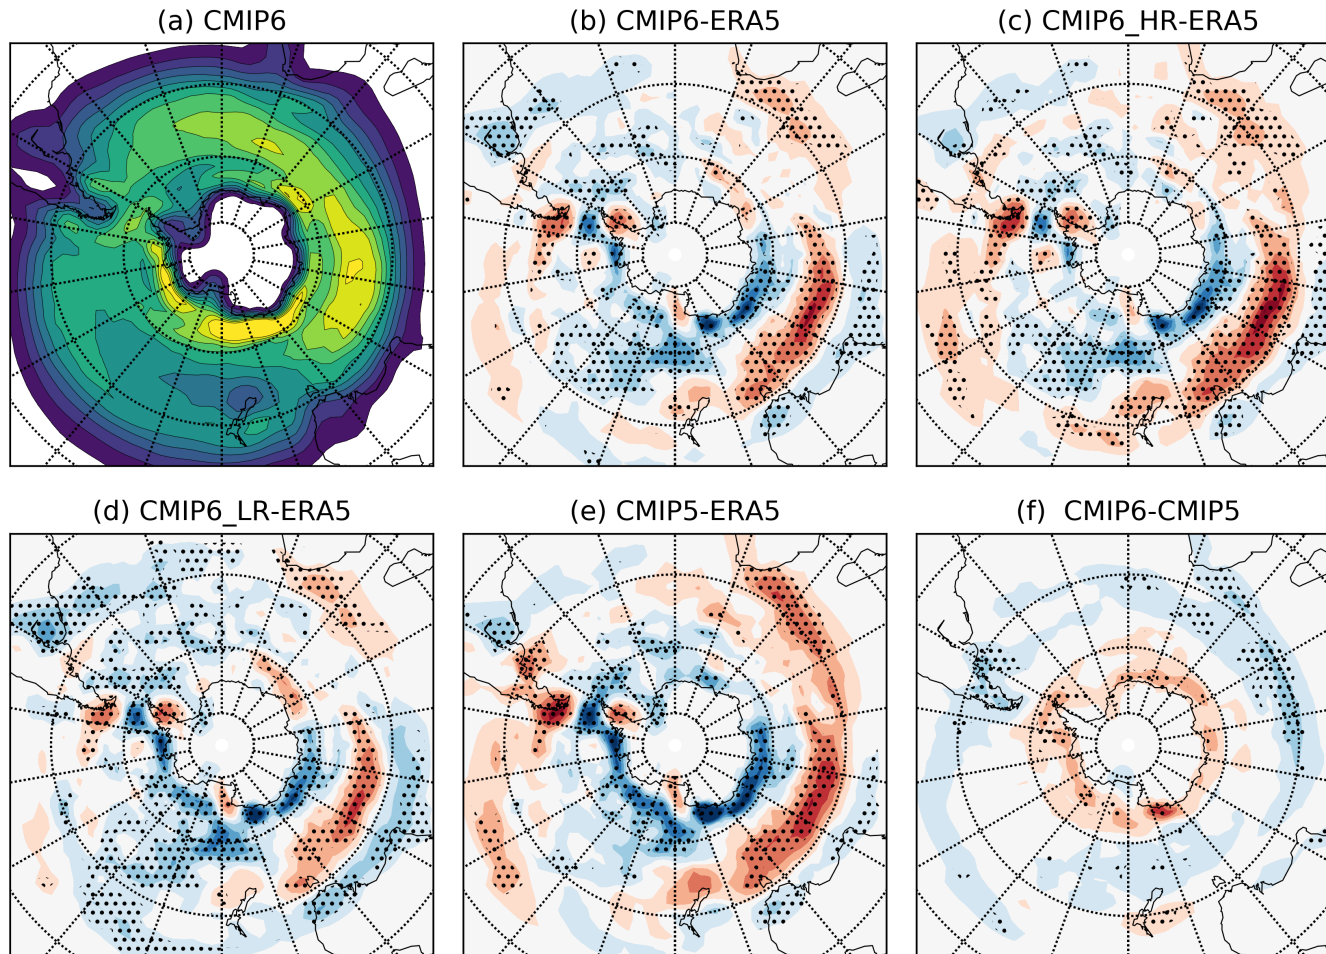 (a) CMIP6
(b) CMIP6-ERA5
(c) CMIP6_HR-ERA5
(d) CMIP6_LR-ERA5
(e) CMIP5-ERA5
(f) CMIP6-CMIP5